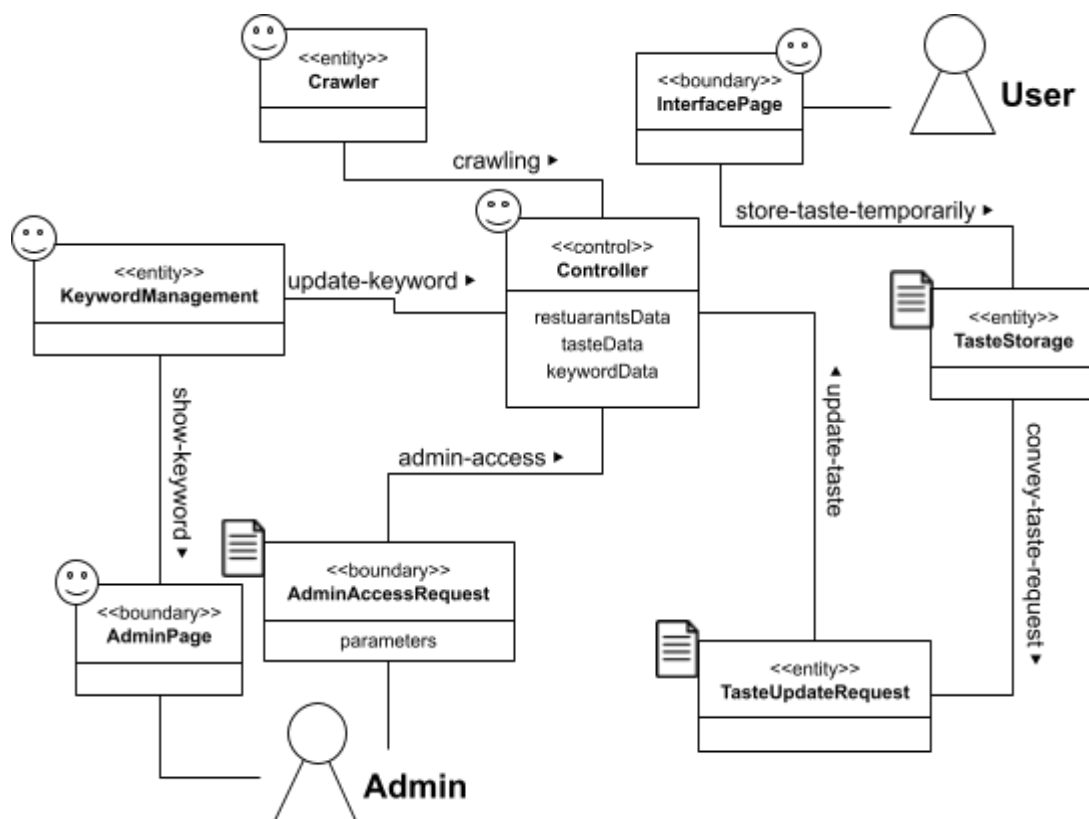 <<entity>>
Crawler
<<boundary>>
InterfacePage
User
crawling ►
store-taste-temporarily ►
<<control>>
Controller
restuarantsData
tasteData
keywordData
<<entity>>
KeywordManagement
update-keyword ►
<<entity>>
TasteStorage
show-keyword ►
admin-access ►
◄ update-taste
convey-taste-request ►
<<boundary>>
AdminAccessRequest
parameters
<<boundary>>
AdminPage
<<entity>>
TasteUpdateRequest
Admin